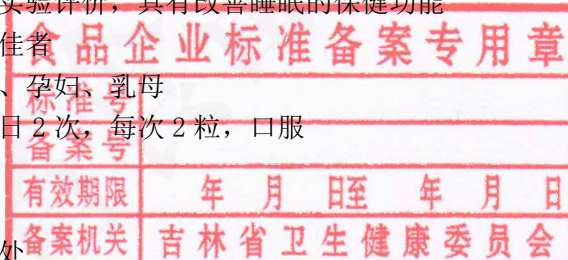 实验评价，具有改善睡眠的保健功能
佳者
食品企业标准备案专用章
、孕妇、乳母
标准号
日2次，每次2粒，口服
备案号
有效期限 年 月 日至 年 月 日
处
备案机关 吉林省卫生健康委员会